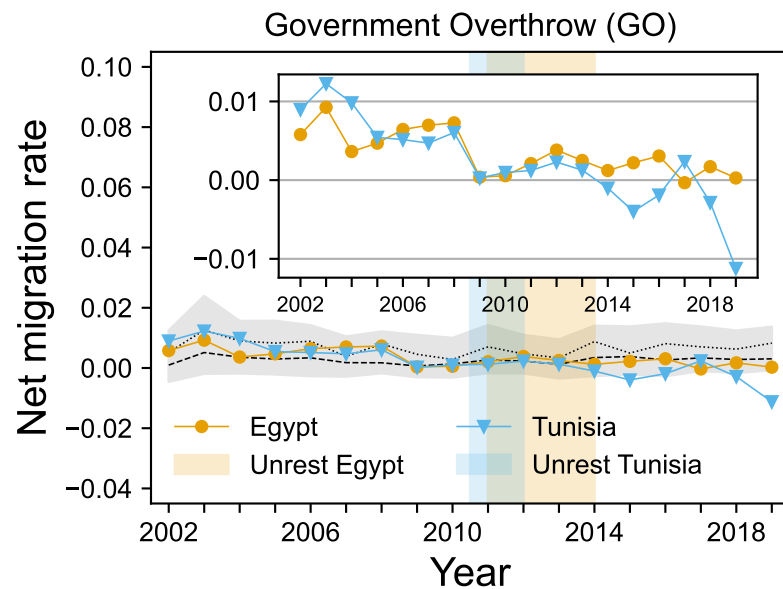 Government Overthrow (GO)
Net migration rate
0.10
0.08
0.06
0.04
0.02
0.00
−0.02
−0.04
0.01
0.00
−0.01
2002 2006 2010 2014 2018
Egypt Tunisia
Unrest Egypt Unrest Tunisia
2002 2006 2010 2014 2018
Year